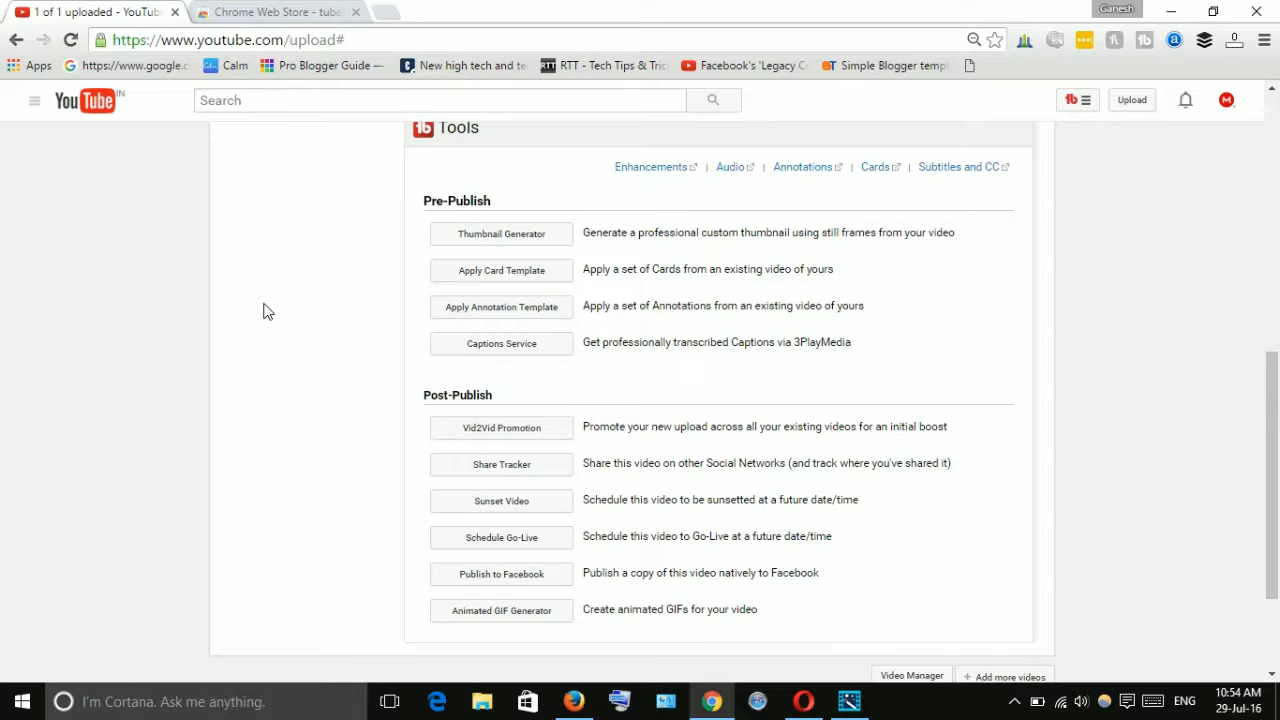 1 of 1 uploaded - YouTub
Chrome Web Store - tube
Ganesh
https://www.youtube.com/upload#
Apps
https://www.google.c
Calm
Pro Blogger Guide —
New high tech and te
RTT - Tech Tips & Tric
Facebook's 'Legacy C
Simple Blogger temp
YouTube IN
Search
Upload
Tools
Enhancements | Audio | Annotations | Cards | Subtitles and CC
Pre-Publish
Thumbnail Generator Generate a professional custom thumbnail using still frames from your video
Apply Card Template Apply a set of Cards from an existing video of yours
Apply Annotation Template Apply a set of Annotations from an existing video of yours
Captions Service Get professionally transcribed Captions via 3PlayMedia
Post-Publish
Vid2Vid Promotion Promote your new upload across all your existing videos for an initial boost
Share Tracker Share this video on other Social Networks (and track where you've shared it)
Sunset Video Schedule this video to be sunsetted at a future date/time
Schedule Go-Live Schedule this video to Go-Live at a future date/time
Publish to Facebook Publish a copy of this video natively to Facebook
Animated GIF Generator Create animated GIFs for your video
Video Manager
+ Add more videos
I'm Cortana. Ask me anything.
ENG
10:54 AM
29-Jul-16